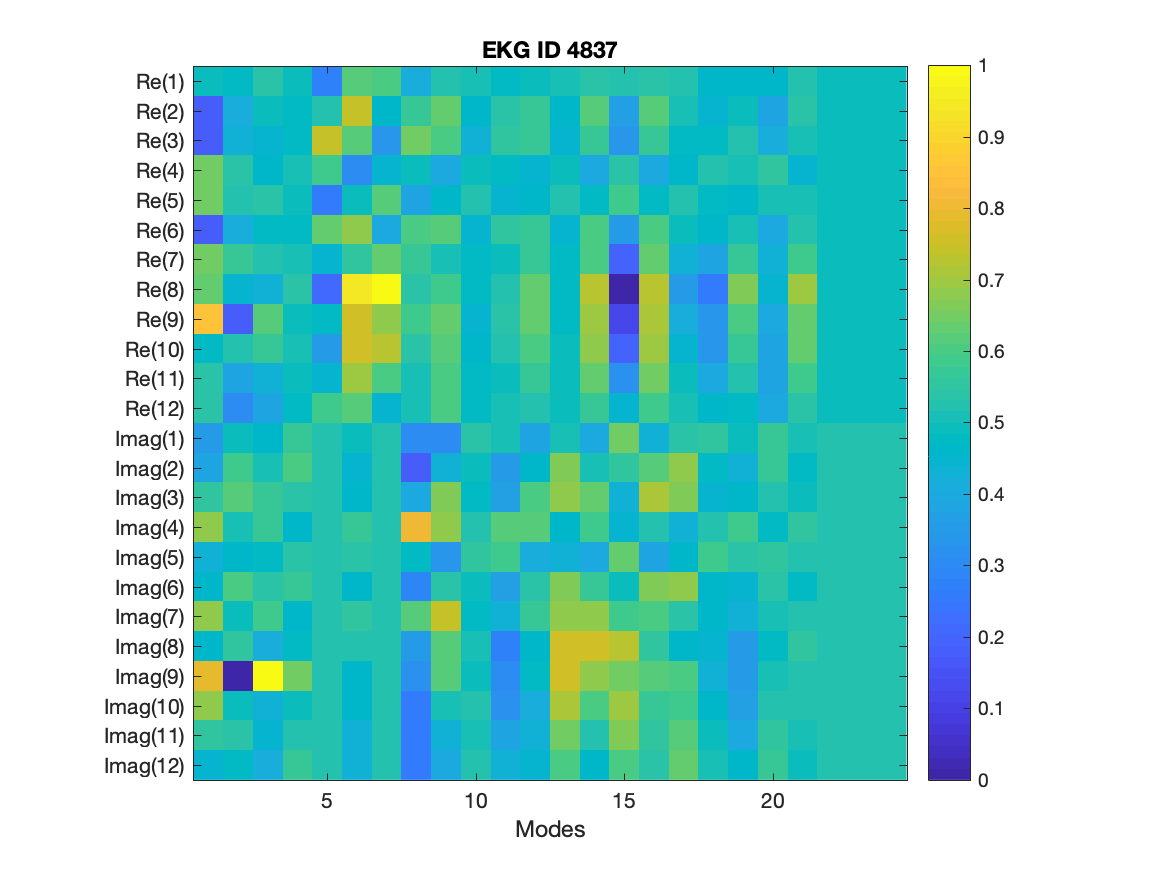 EKG ID 4837
Re(1)
Re(2)
Re(3)
Re(4)
Re(5)
Re(6)
Re(7)
Re(8)
Re(9)
Re(10)
Re(11)
Re(12)
Imag(1)
Imag(2)
Imag(3)
Imag(4)
Imag(5)
Imag(6)
Imag(7)
Imag(8)
Imag(9)
Imag(10)
Imag(11)
Imag(12)
5 10 15 20
Modes
1
0.9
0.8
0.7
0.6
0.5
0.4
0.3
0.2
0.1
0